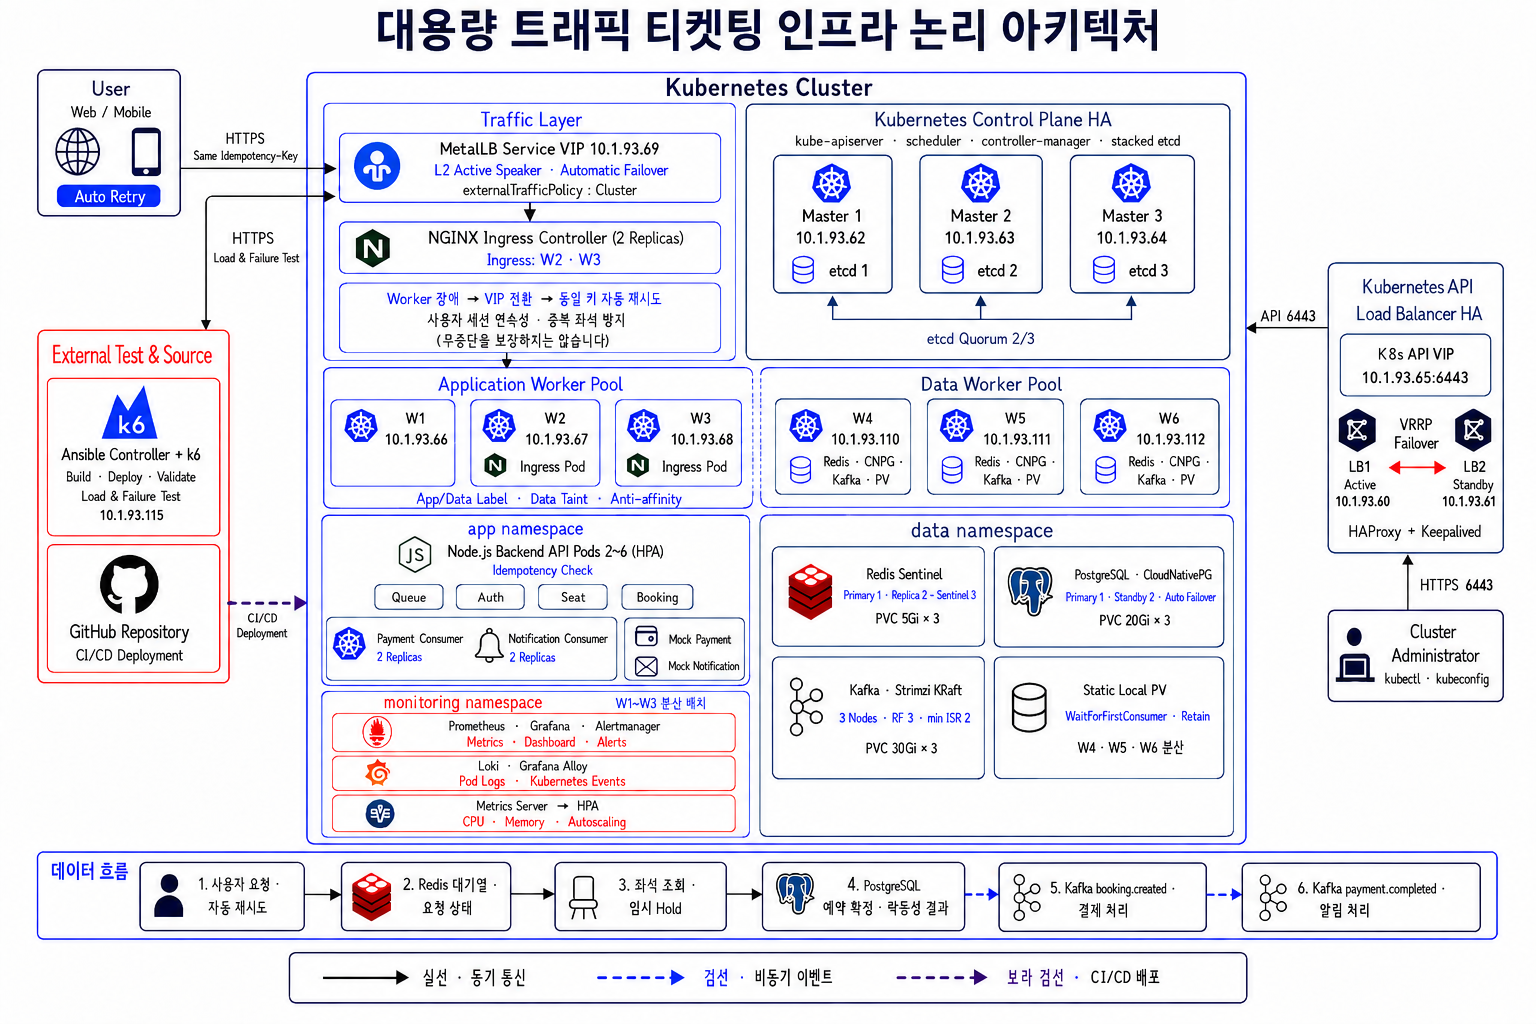 대용량 트래픽 티켓팅 인프라 논리 아키텍처
User
Web / Mobile
Auto Retry
HTTPS
Same Idempotency-Key
HTTPS
Load & Failure Test
External Test & Source
k6
Ansible Controller + k6
Build · Deploy · Validate
Load & Failure Test
10.1.93.115
GitHub Repository
CI/CD Deployment
CI/CD
Deployment
Kubernetes Cluster
Traffic Layer
MetalLB Service VIP 10.1.93.69
L2 Active Speaker · Automatic Failover
externalTrafficPolicy : Cluster
N
NGINX Ingress Controller (2 Replicas)
Ingress: W2 · W3
Worker 장애 → VIP 전환 → 동일 키 자동 재시도
사용자 세션 연속성 · 중복 좌석 방지
(무중단을 보장하지는 않습니다)
Kubernetes Control Plane HA
kube-apiserver · scheduler · controller-manager · stacked etcd
Master 1
10.1.93.62
etcd 1
Master 2
10.1.93.63
etcd 2
Master 3
10.1.93.64
etcd 3
etcd Quorum 2/3
Application Worker Pool
W1
10.1.93.66
W2
10.1.93.67
N
Ingress Pod
W3
10.1.93.68
N
Ingress Pod
App/Data Label · Data Taint · Anti-affinity
Data Worker Pool
W4
10.1.93.110
Redis · CNPG ·
Kafka · PV
W5
10.1.93.111
Redis · CNPG ·
Kafka · PV
W6
10.1.93.112
Redis · CNPG ·
Kafka · PV
app namespace
JS
Node.js Backend API Pods 2~6 (HPA)
Idempotency Check
Queue
Auth
Seat
Booking
Payment Consumer
2 Replicas
Notification Consumer
2 Replicas
Mock Payment
Mock Notification
monitoring namespace
W1~W3 분산 배치
Prometheus · Grafana · Alertmanager
Metrics · Dashboard · Alerts
Loki · Grafana Alloy
Pod Logs · Kubernetes Events
Metrics Server → HPA
CPU · Memory · Autoscaling
data namespace
Redis Sentinel
Primary 1 · Replica 2 - Sentinel 3
PVC 5Gi × 3
PostgreSQL · CloudNativePG
Primary 1 · Standby 2 · Auto Failover
PVC 20Gi × 3
Kafka · Strimzi KRaft
3 Nodes · RF 3 · min ISR 2
PVC 30Gi × 3
Static Local PV
WaitForFirstConsumer · Retain
W4 · W5 · W6 분산
API 6443
Kubernetes API
Load Balancer HA
K8s API VIP
10.1.93.65:6443
VRRP
Failover
LB1
Active
10.1.93.60
LB2
Standby
10.1.93.61
HAProxy + Keepalived
HTTPS 6443
Cluster
Administrator
kubectl · kubeconfig
데이터 흐름
1. 사용자 요청 ·
자동 재시도
2. Redis 대기열 ·
요청 상태
3. 좌석 조회 ·
임시 Hold
4. PostgreSQL
예약 확정 · 락동성 결과
5. Kafka booking.created ·
결제 처리
6. Kafka payment.completed ·
알림 처리
실선 · 동기 통신
검선 · 비동기 이벤트
보라 검선 · CI/CD 배포